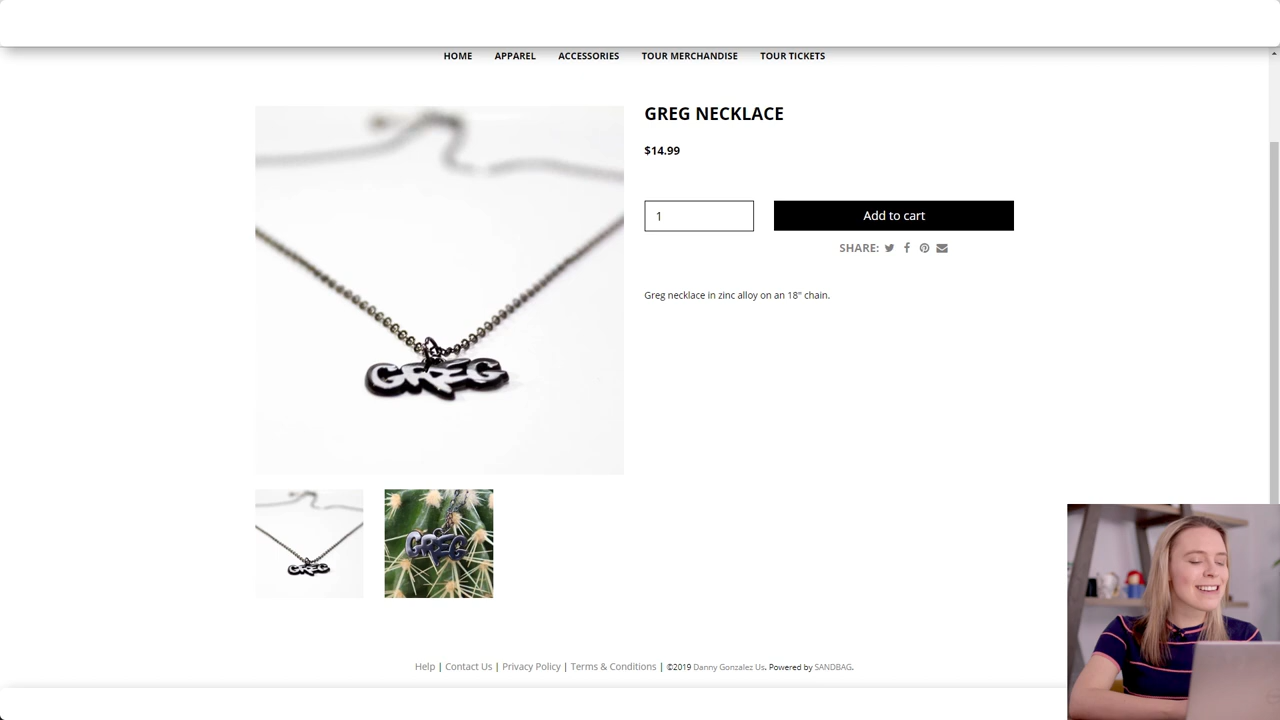 HOME APPAREL ACCESSORIES TOUR MERCHANDISE TOUR TICKETS
GREG NECKLACE
$14.99
1 Add to cart
SHARE:
Greg necklace in zinc alloy on an 18" chain.
GREG
GREG GREG
Help | Contact Us | Privacy Policy | Terms & Conditions | ©2019 Danny Gonzalez Us. Powered by SANDBAG.